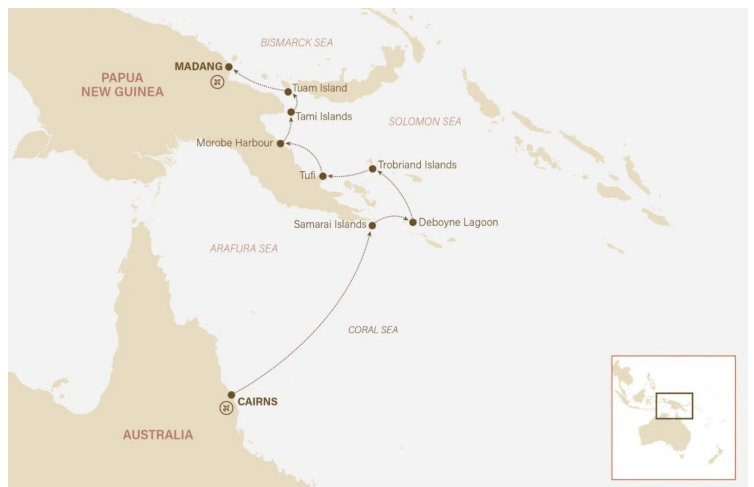 BISMARCK SEA
MADANG
PAPUA
NEW GUINEA
Tuam Island
Tami Islands
SOLOMON SEA
Morobe Harbour
Trobriand Islands
Tufi
Samarai Islands
Deboyne Lagoon
ARAFURA SEA
CORAL SEA
CAIRNS
AUSTRALIA